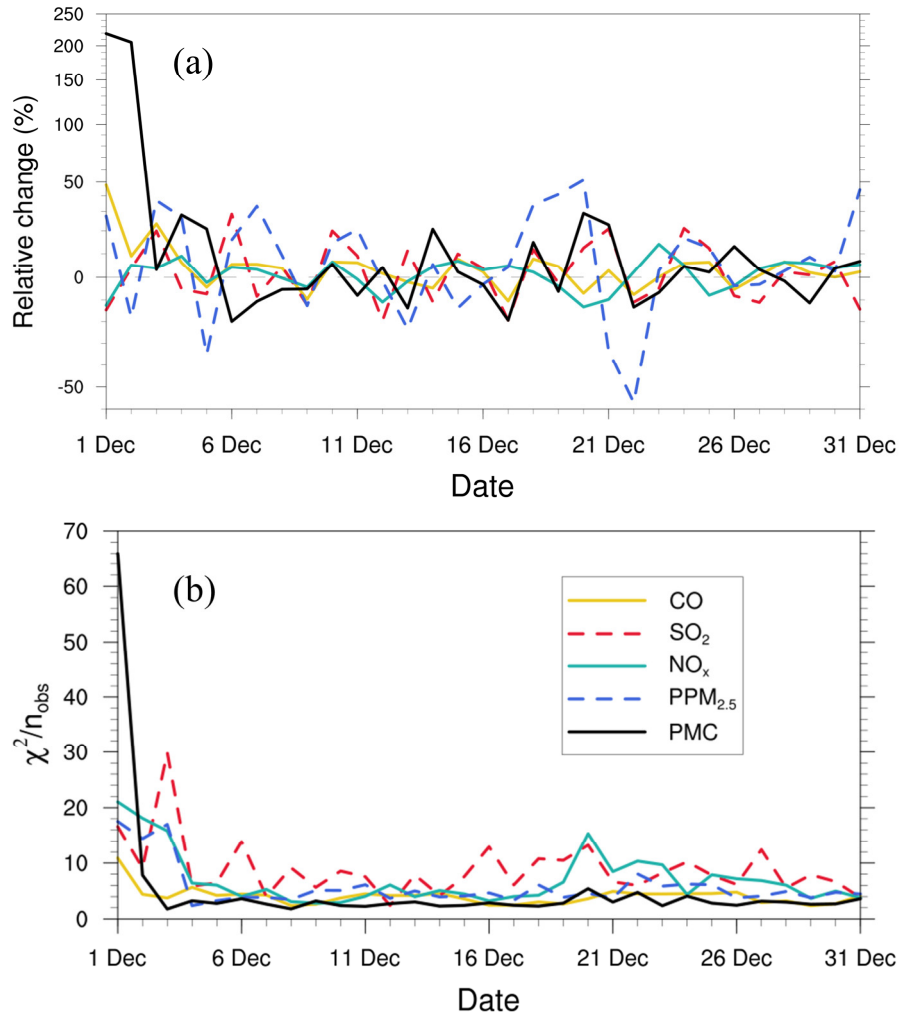 (a)
Relative change (%)
250
200
150
100
50
0
-50
1 Dec 6 Dec 11 Dec 16 Dec 21 Dec 26 Dec 31 Dec
Date
(b)
χ²/n_obs
70
60
50
40
30
20
10
0
CO
SO₂
NOₓ
PPM₂.₅
PMC
1 Dec 6 Dec 11 Dec 16 Dec 21 Dec 26 Dec 31 Dec
Date